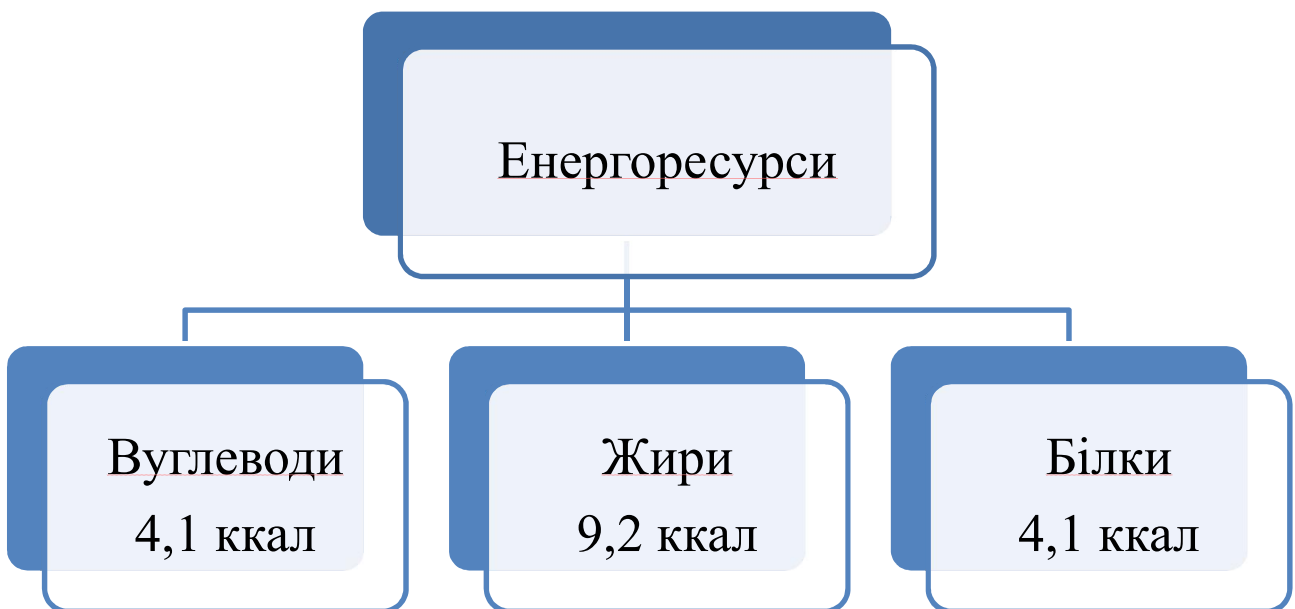 Енергоресурси
Вуглеводи
4,1 ккал
Жири
9,2 ккал
Білки
4,1 ккал